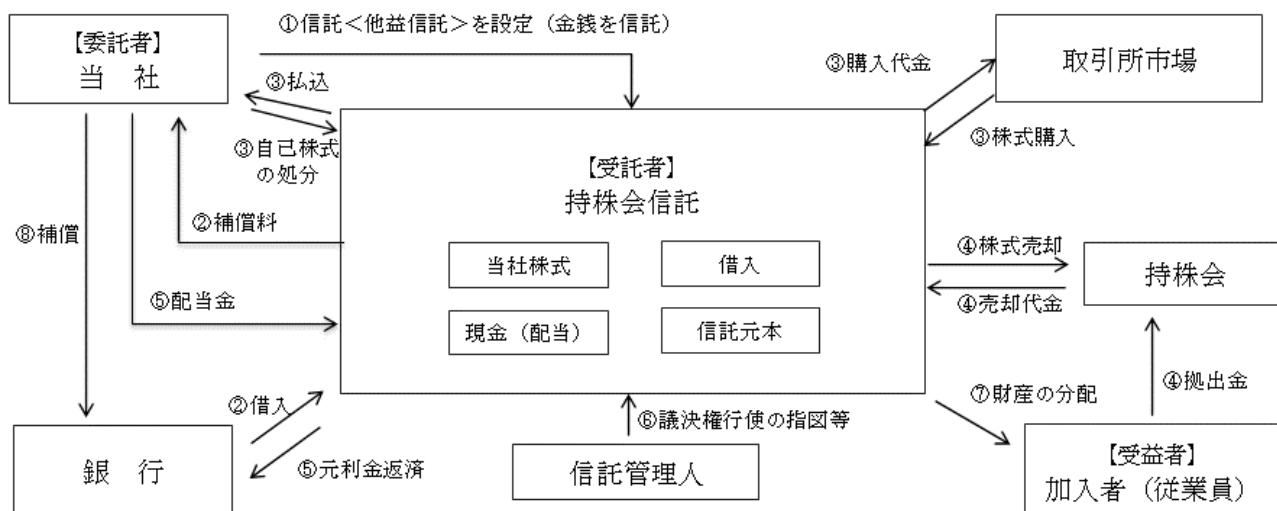 ①信託<他益信託>を設定（金銭を信託）
【委託者】
当　社
③払込
③自己株式
の処分
③購入代金
取引所市場
③株式購入
【受託者】
持株会信託
②補償料
⑧補償
⑤配当金
当社株式
借入
現金（配当）
信託元本
④株式売却
④売却代金
持株会
④拠出金
②借入
⑤元利金返済
銀　行
⑥議決権行使の指図等
信託管理人
⑦財産の分配
【受益者】
加入者（従業員）